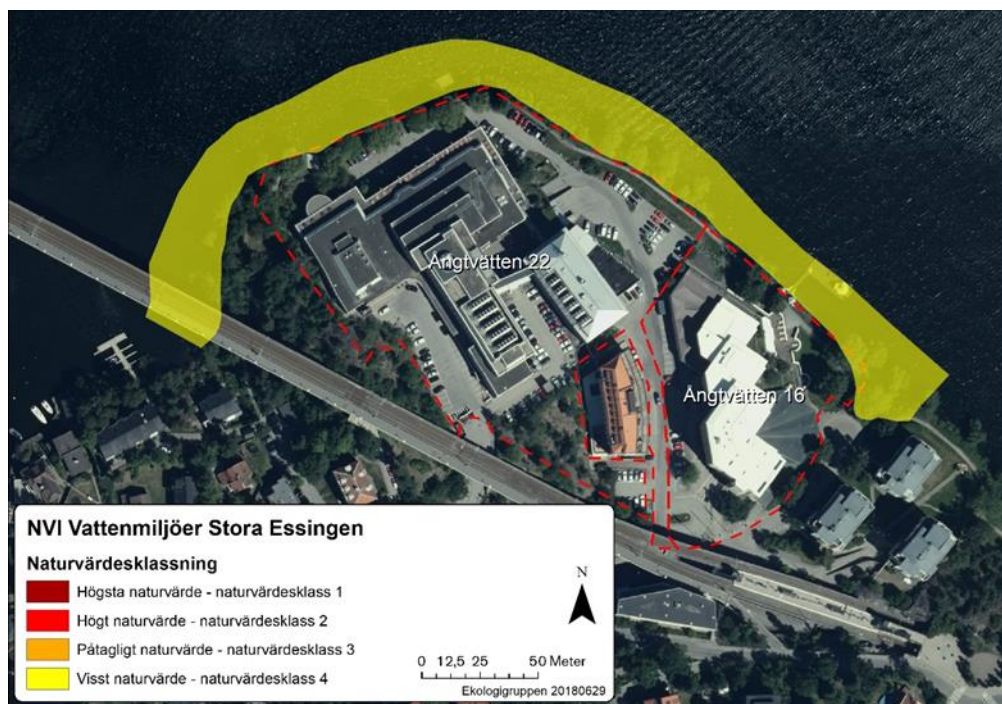 Ångtvätten 22
Ångtvätten 16
NVI Vattenmiljöer Stora Essingen
Naturvärdesklassning
Högsta naturvärde - naturvärdesklass 1
Högt naturvärde - naturvärdesklass 2
Påtagligt naturvärde - naturvärdesklass 3
Visst naturvärde - naturvärdesklass 4
N
0 12,5 25 50 Meter
Ekologigruppen 20180629